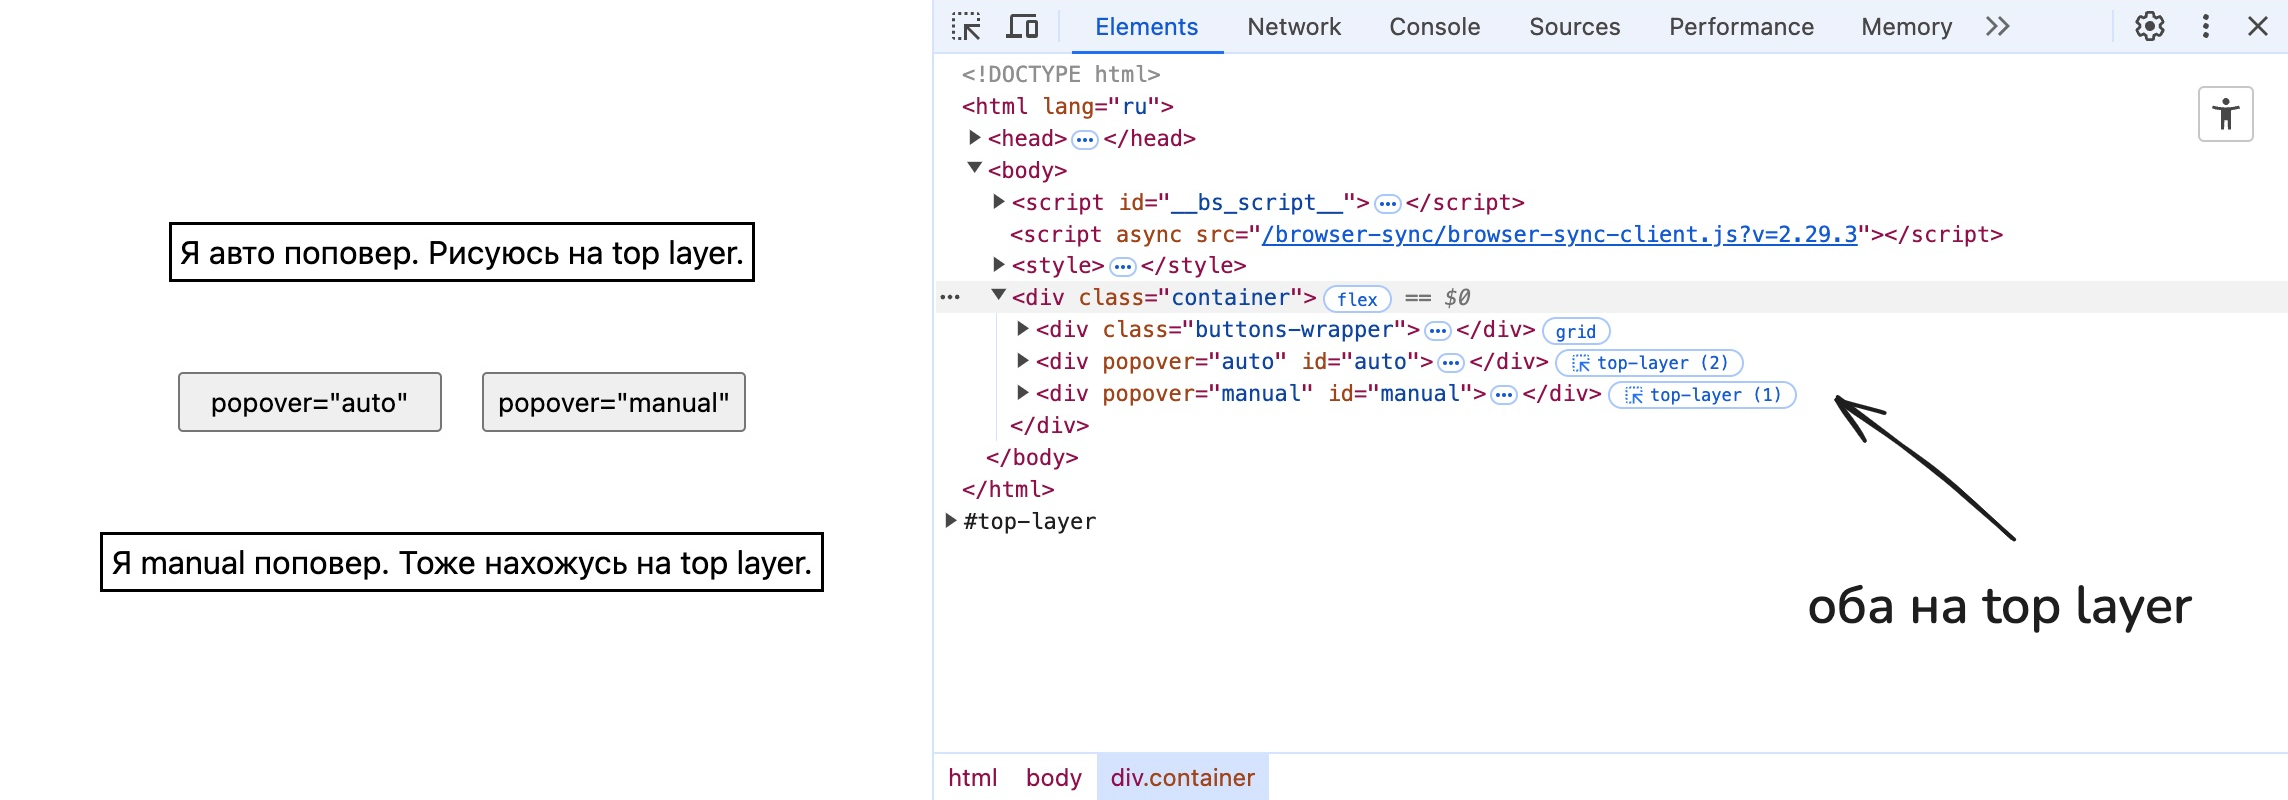 Я авто поповер. Рисуюсь на top layer.
popover="auto"
popover="manual"
Я manual поповер. Тоже нахожусь на top layer.
Elements
Network
Console
Sources
Performance
Memory
<!DOCTYPE html>
<html lang="ru">
<head>…</head>
<body>
<script id="__bs_script__">…</script>
<script async src="/browser-sync/browser-sync-client.js?v=2.29.3"></script>
<style>…</style>
… <div class="container"> flex == $0
<div class="buttons-wrapper">…</div> grid
<div popover="auto" id="auto">…</div> top-layer (2)
<div popover="manual" id="manual">…</div> top-layer (1)
</div>
</body>
</html>
#top-layer
оба на top layer
html
body
div.container